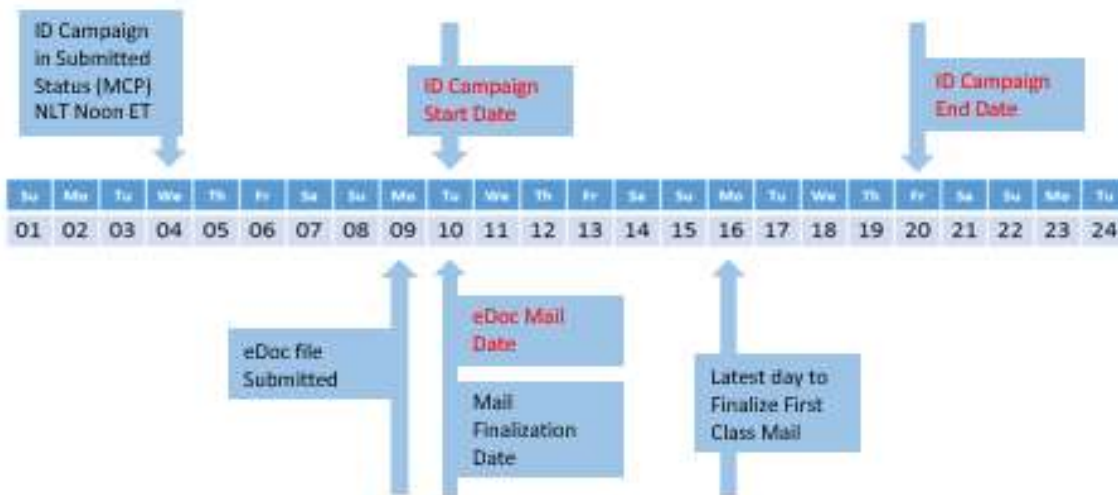 ID Campaign
in Submitted
Status (MCP)
NLT Noon ET
ID Campaign
Start Date
ID Campaign
End Date
Su Mo Tu We Th Fr Sa Su Mo Tu We Th Fr Sa Su Mo Tu We Th Fr Sa Su Mo Tu
01 02 03 04 05 06 07 08 09 10 11 12 13 14 15 16 17 18 19 20 21 22 23 24
eDoc file
Submitted
eDoc Mail
Date
Mail
Finalization
Date
Latest day to
Finalize First
Class Mail